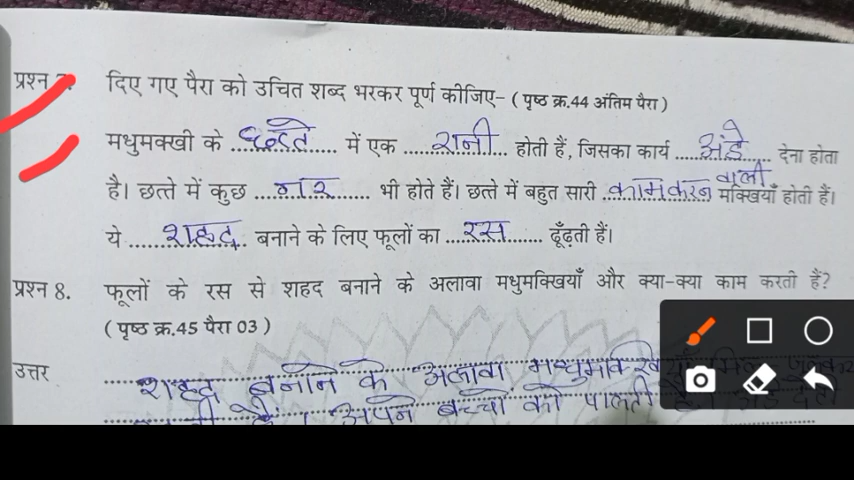 प्रश्न 7. दिए गए पैरा को उचित शब्द भरकर पूर्ण कीजिए- ( पृष्ठ क्र.44 अंतिम पैरा )
मधुमक्खी के ...छत्ते... में एक ...रानी... होती हैं, जिसका कार्य ...अंडे... देना होता
है। छत्ते में कुछ ...नर... भी होते हैं। छत्ते में बहुत सारी ...कामकरन वाली मक्खियाँ होती हैं।
ये ...शहद... बनाने के लिए फूलों का ...रस... ढूँढ़ती हैं।
प्रश्न 8. फूलों के रस से शहद बनाने के अलावा मधुमक्खियाँ और क्या-क्या काम करती हैं?
( पृष्ठ क्र.45 पैरा 03 )
उत्तर शहद बनाने के अलावा
अपने बच्चों को पालती